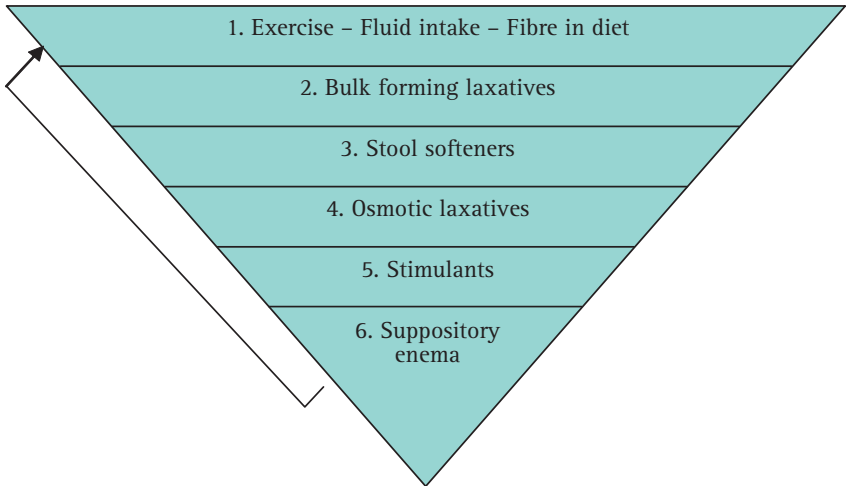 1. Exercise – Fluid intake – Fibre in diet
2. Bulk forming laxatives
3. Stool softeners
4. Osmotic laxatives
5. Stimulants
6. Suppository
enema